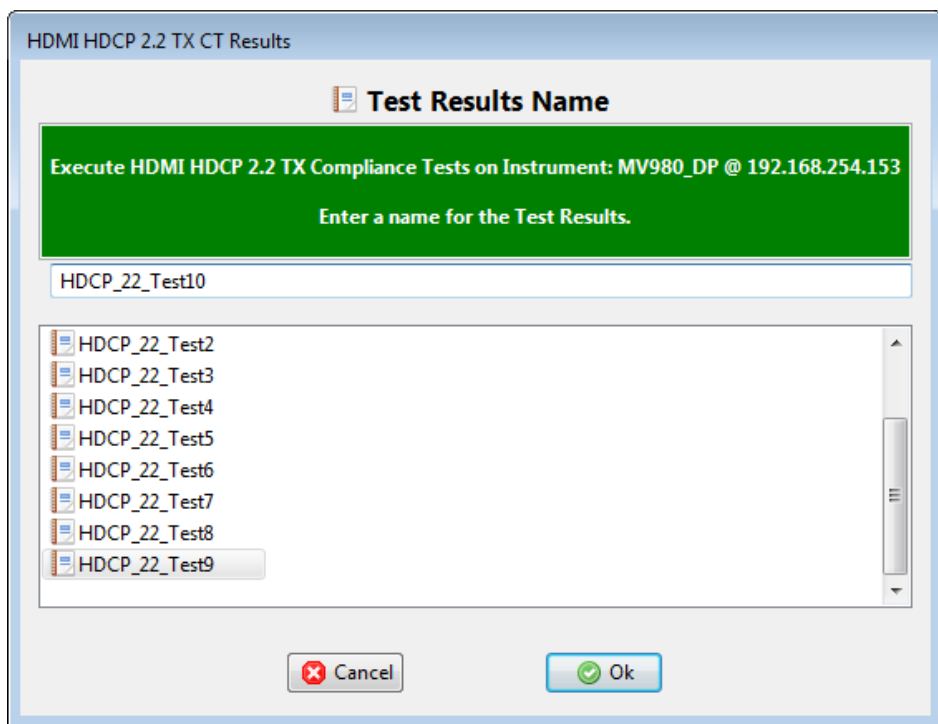 HDMI HDCP 2.2 TX CT Results
Test Results Name
Execute HDMI HDCP 2.2 TX Compliance Tests on Instrument: MV980_DP @ 192.168.254.153
Enter a name for the Test Results.
HDCP_22_Test10
HDCP_22_Test2
HDCP_22_Test3
HDCP_22_Test4
HDCP_22_Test5
HDCP_22_Test6
HDCP_22_Test7
HDCP_22_Test8
HDCP_22_Test9
Cancel Ok